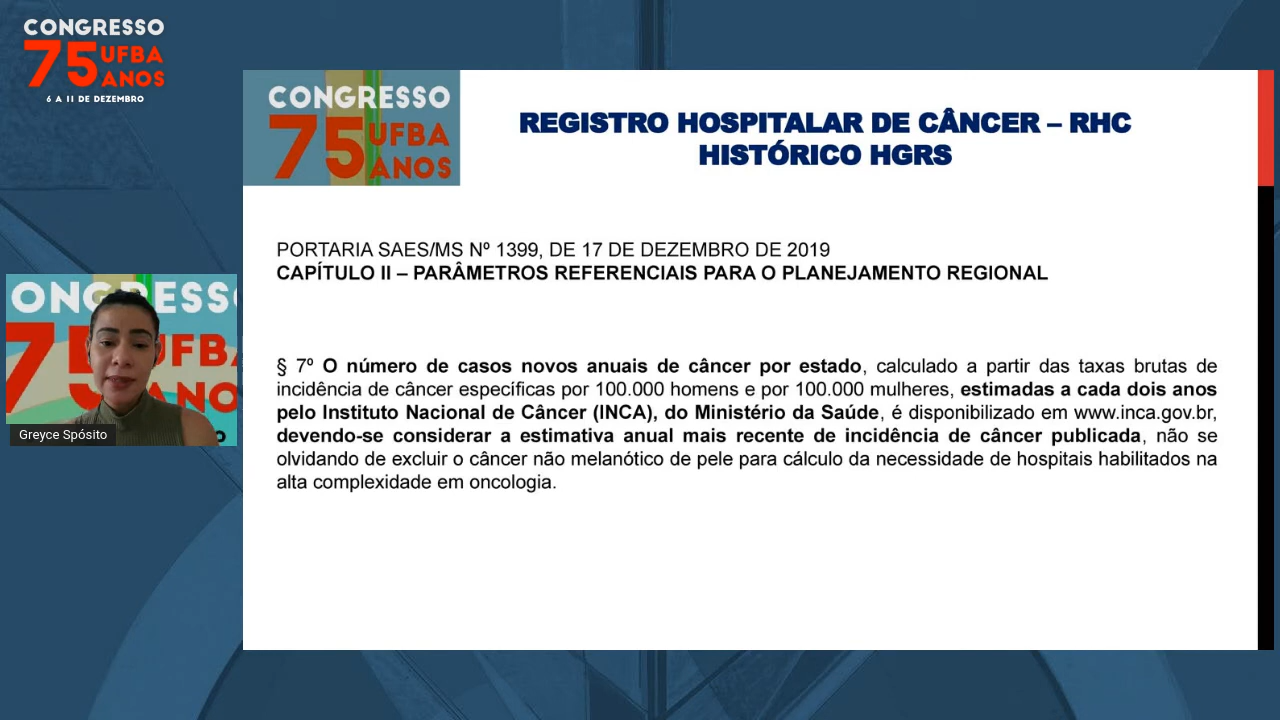 CONGRESSO
75 UFBA
ANOS
6 A 11 DE DEZEMBRO
CONGRESSO
75 UFBA
ANOS
REGISTRO HOSPITALAR DE CÂNCER – RHC
HISTÓRICO HGRS
PORTARIA SAES/MS Nº 1399, DE 17 DE DEZEMBRO DE 2019
CAPÍTULO II – PARÂMETROS REFERENCIAIS PARA O PLANEJAMENTO REGIONAL
§ 7º O número de casos novos anuais de câncer por estado, calculado a partir das taxas brutas de
incidência de câncer específicas por 100.000 homens e por 100.000 mulheres, estimadas a cada dois anos
pelo Instituto Nacional de Câncer (INCA), do Ministério da Saúde, é disponibilizado em www.inca.gov.br,
devendo-se considerar a estimativa anual mais recente de incidência de câncer publicada, não se
olvidando de excluir o câncer não melanótico de pele para cálculo da necessidade de hospitais habilitados na
alta complexidade em oncologia.
ONGRESSO
75 UFBA
ANO
Greyce Spósito